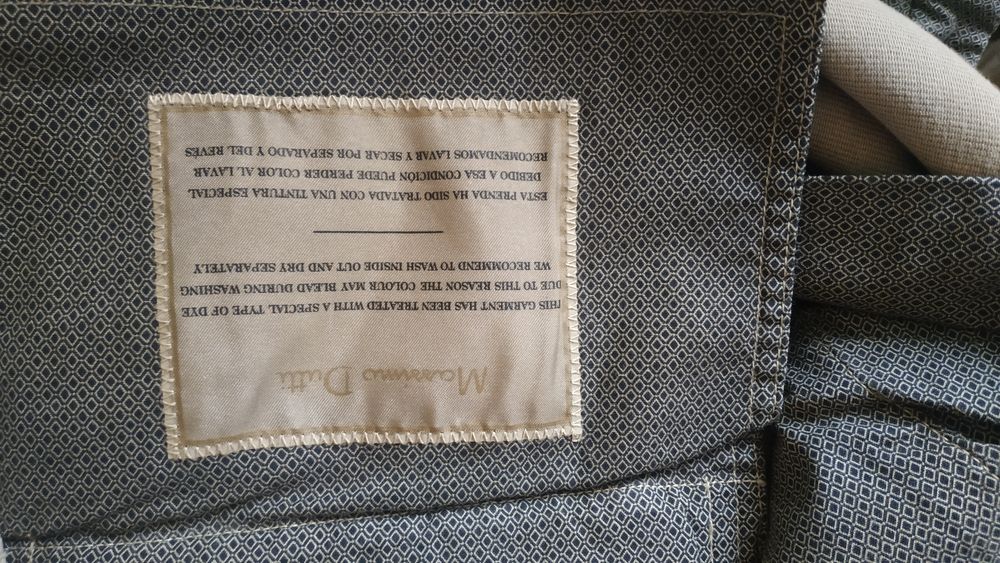 Massimo Dutti
THIS GARMENT HAS BEEN TREATED WITH A SPECIAL TYPE OF DYE
DUE TO THIS REASON THE COLOUR MAY BLEAD DURING WASHING
WE RECOMMEND TO WASH INSIDE OUT AND DRY SEPARATELY
ESTA PRENDA HA SIDO TRATADA CON UNA TINTURA ESPECIAL
DEBIDO A ESA CONDICIÓN PUEDE PERDER COLOR AL LAVAR
RECOMENDAMOS LAVAR Y SECAR POR SEPARADO Y DEL REVÉS